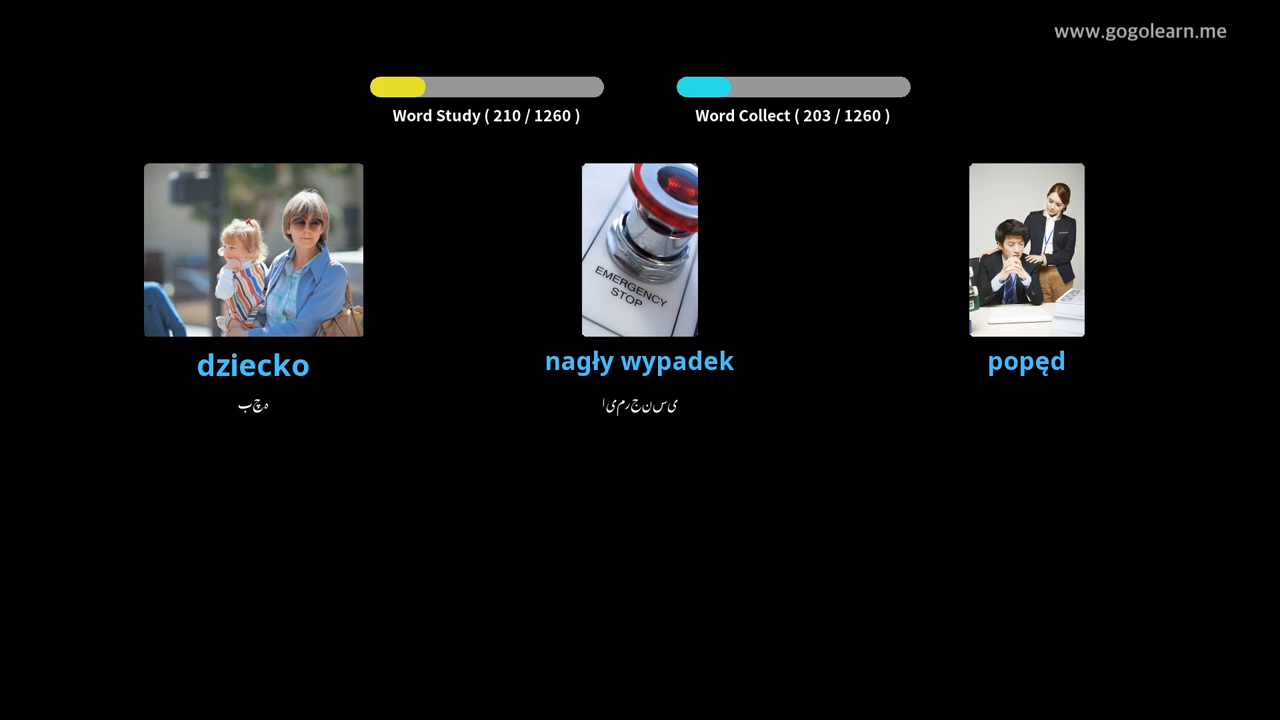 www.gogolearn.me
Word Study ( 210 / 1260 )
Word Collect ( 203 / 1260 )
EMERGENCY
STOP
dziecko
nagły wypadek
popęd
بچہ
ایمرجنسی